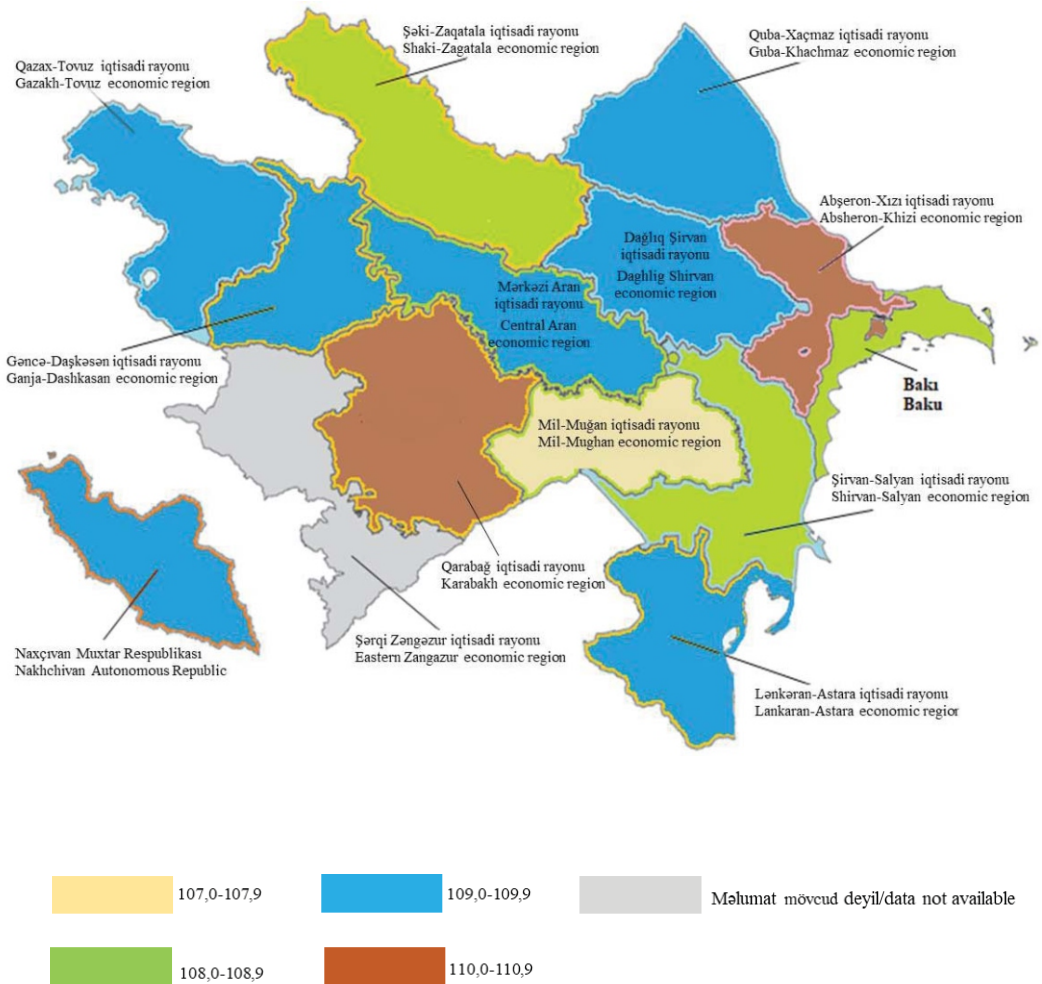 Şəki-Zaqatala iqtisadi rayonu
Shaki-Zagatala economic region
Quba-Xaçmaz iqtisadi rayonu
Guba-Khachmaz economic region
Qazax-Tovuz iqtisadi rayonu
Gazakh-Tovuz economic region
Abşeron-Xızı iqtisadi rayonu
Absheron-Khizi economic region
Dağlıq Şirvan
iqtisadi rayonu
Daghlig Shirvan
economic region
Mərkəzi Aran
iqtisadi rayonu
Central Aran
economic region
Gəncə-Daşkəsən iqtisadi rayonu
Ganja-Dashkasan economic region
Bakı
Baku
Mil-Muğan iqtisadi rayonu
Mil-Mughan economic region
Şirvan-Salyan iqtisadi rayonu
Shirvan-Salyan economic region
Qarabağ iqtisadi rayonu
Karabakh economic region
Şərqi Zəngəzur iqtisadi rayonu
Eastern Zangazur economic region
Naxçıvan Muxtar Respublikası
Nakhchivan Autonomous Republic
Lənkəran-Astara iqtisadi rayonu
Lankaran-Astara economic region
107,0-107,9
109,0-109,9
Məlumat mövcud deyil/data not available
108,0-108,9
110,0-110,9